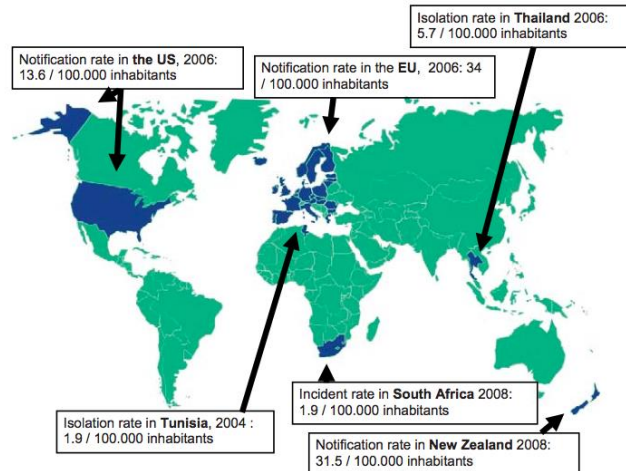 Isolation rate in Thailand 2006:
5.7 / 100.000 inhabitants
Notification rate in the US, 2006:
13.6 / 100.000 inhabitants
Notification rate in the EU, 2006: 34
/ 100.000 inhabitants
Incident rate in South Africa 2008:
1.9 / 100.000 inhabitants
Isolation rate in Tunisia, 2004 :
1.9 / 100.000 inhabitants
Notification rate in New Zealand 2008:
31.5 / 100.000 inhabitants